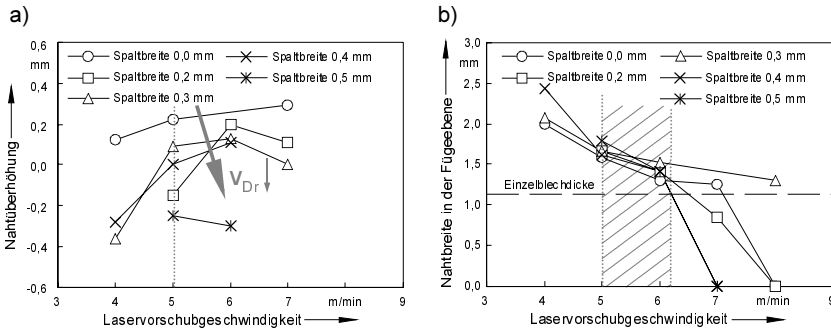 a)
Nahtüberhöhung
0,6
mm
0,4
0,2
0,0
-0,2
-0,4
-0,6
Spaltbreite 0,0 mm
Spaltbreite 0,2 mm
Spaltbreite 0,3 mm
Spaltbreite 0,4 mm
Spaltbreite 0,5 mm
VDr
3 4 5 6 7 m/min 9
Laservorschubgeschwindigkeit
b)
Nahtbreite in der Fügeebene
3,0
mm
2,0
1,5
1,0
0,5
0,0
Spaltbreite 0,0 mm
Spaltbreite 0,2 mm
Spaltbreite 0,3 mm
Spaltbreite 0,4 mm
Spaltbreite 0,5 mm
Einzelblechdicke
3 4 5 6 7 m/min 9
Laservorschubgeschwindigkeit